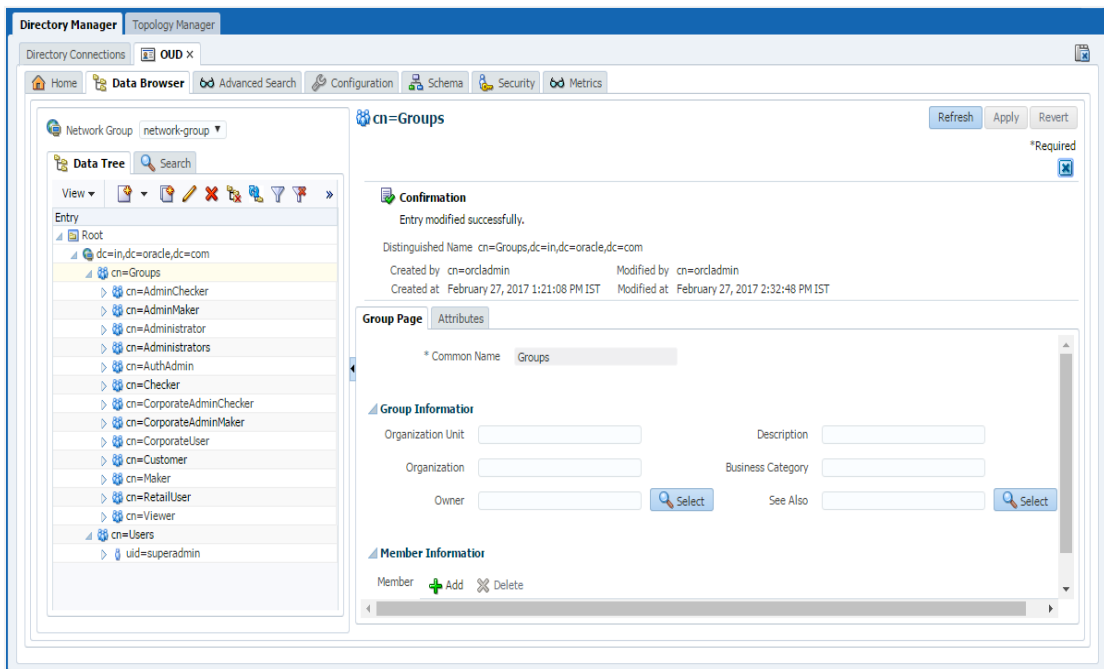 Directory Manager Topology Manager
Directory Connections OUD ×
Home Data Browser Advanced Search Configuration Schema Security Metrics
Network Group network-group
Data Tree Search
View
»
Entry
Root
dc=in,dc=oracle,dc=com
cn=Groups
cn=AdminChecker
cn=AdminMaker
cn=Administrator
cn=Administrators
cn=AuthAdmin
cn=Checker
cn=CorporateAdminChecker
cn=CorporateAdminMaker
cn=CorporateUser
cn=Customer
cn=Maker
cn=RetailUser
cn=Viewer
cn=Users
uid=superadmin
cn=Groups Refresh Apply Revert
*Required
Confirmation
Entry modified successfully.
Distinguished Name cn=Groups,dc=in,dc=oracle,dc=com
Created by cn=orcladmin Modified by cn=orcladmin
Created at February 27, 2017 1:21:08 PM IST Modified at February 27, 2017 2:32:48 PM IST
Group Page Attributes
* Common Name Groups
Group Information
Organization Unit Description
Organization Business Category
Owner Select See Also Select
Member Information
Member Add Delete